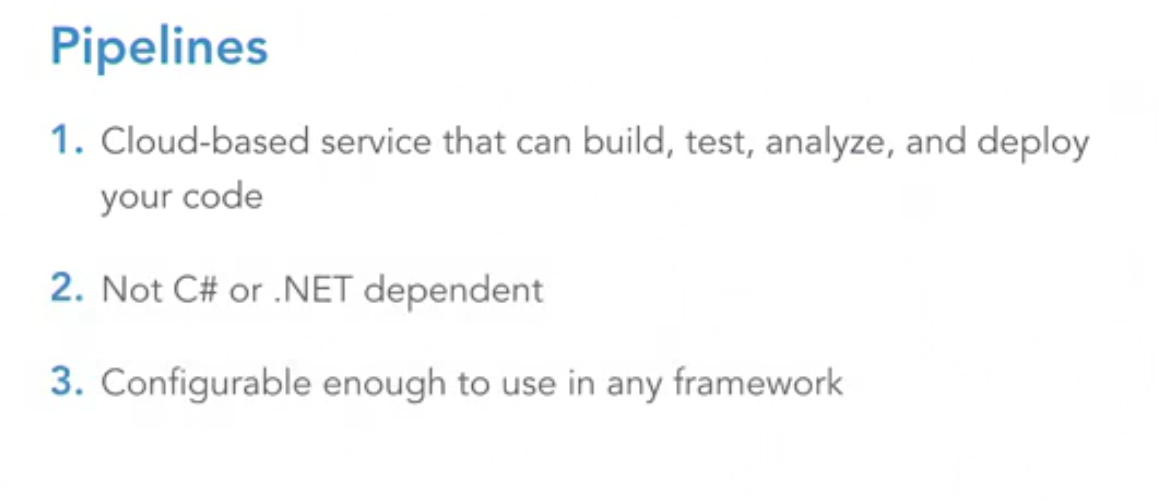 Pipelines
1. Cloud-based service that can build, test, analyze, and deploy
your code
2. Not C# or .NET dependent
3. Configurable enough to use in any framework